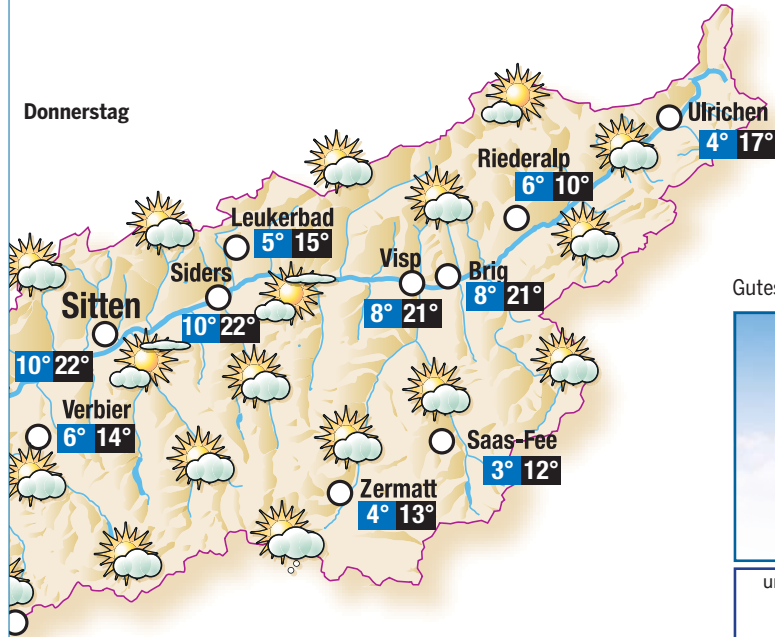 Donnerstag
Ulrichen
4° 17°
Riederalp
6° 10°
Leukerbad
5° 15°
Visp
8° 21°
Brig
8° 21°
Siders
10° 22°
Sitten
10° 22°
Gutes
Verbier
6° 14°
Saas-Fee
3° 12°
Zermatt
4° 13°